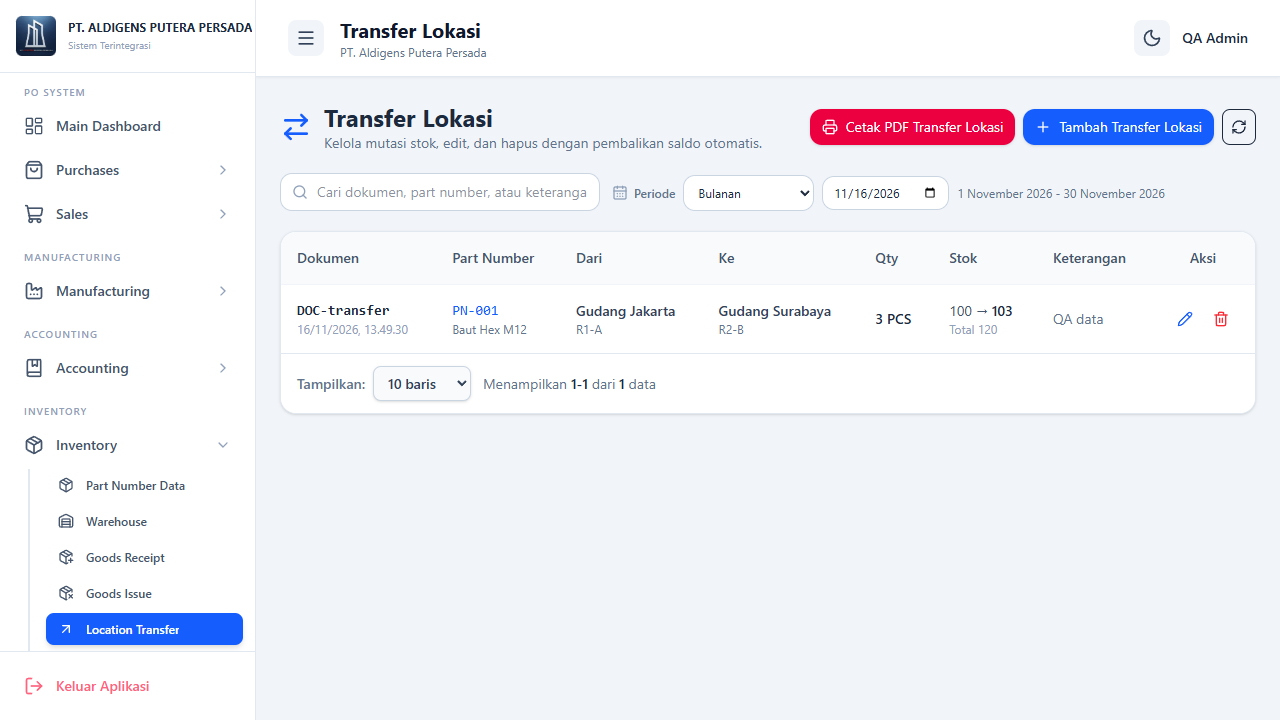 PT. ALDIGENS PUTERA PERSADA
Sistem Terintegrasi
PO SYSTEM
Main Dashboard
Purchases
Sales
MANUFACTURING
Manufacturing
ACCOUNTING
Accounting
INVENTORY
Inventory
Part Number Data
Warehouse
Goods Receipt
Goods Issue
Location Transfer
Keluar Aplikasi
Transfer Lokasi
PT. Aldigens Putera Persada
QA Admin
Transfer Lokasi
Kelola mutasi stok, edit, dan hapus dengan pembalikan saldo otomatis.
Cetak PDF Transfer Lokasi
Tambah Transfer Lokasi
Cari dokumen, part number, atau keteranga
Periode
Bulanan
11/16/2026
1 November 2026 - 30 November 2026
Dokumen Part Number Dari Ke Qty Stok Keterangan Aksi
DOC-transfer PN-001 Gudang Jakarta Gudang Surabaya 3 PCS 100 → 103 QA data
16/11/2026, 13.49.30 Baut Hex M12 R1-A R2-B Total 120
Tampilkan: 10 baris Menampilkan 1-1 dari 1 data